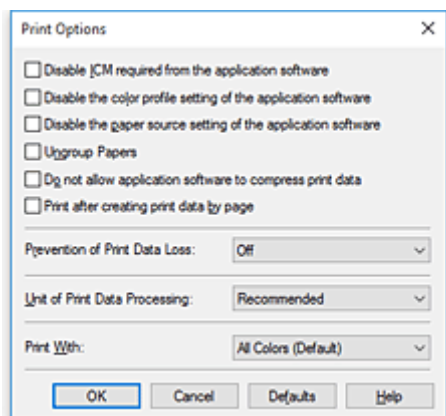 Print Options
Disable ICM required from the application software
Disable the color profile setting of the application software
Disable the paper source setting of the application software
Ungroup Papers
Do not allow application software to compress print data
Print after creating print data by page
Prevention of Print Data Loss: Off
Unit of Print Data Processing: Recommended
Print With: All Colors (Default)
OK Cancel Defaults Help